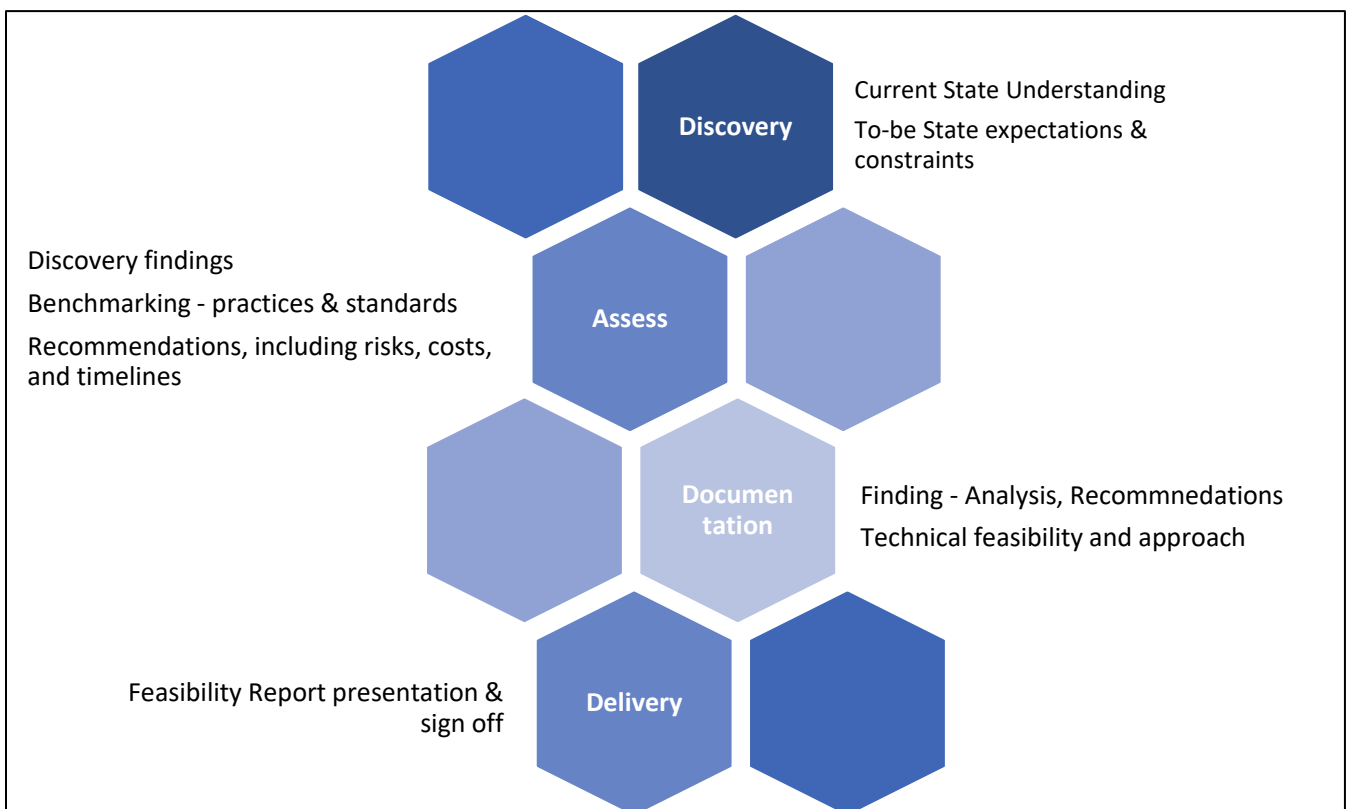 Discovery
Current State Understanding
To-be State expectations &
constraints
Discovery findings
Benchmarking - practices & standards
Recommendations, including risks, costs,
and timelines
Assess
Documen
tation
Finding - Analysis, Recommnedations
Technical feasibility and approach
Feasibility Report presentation &
sign off
Delivery